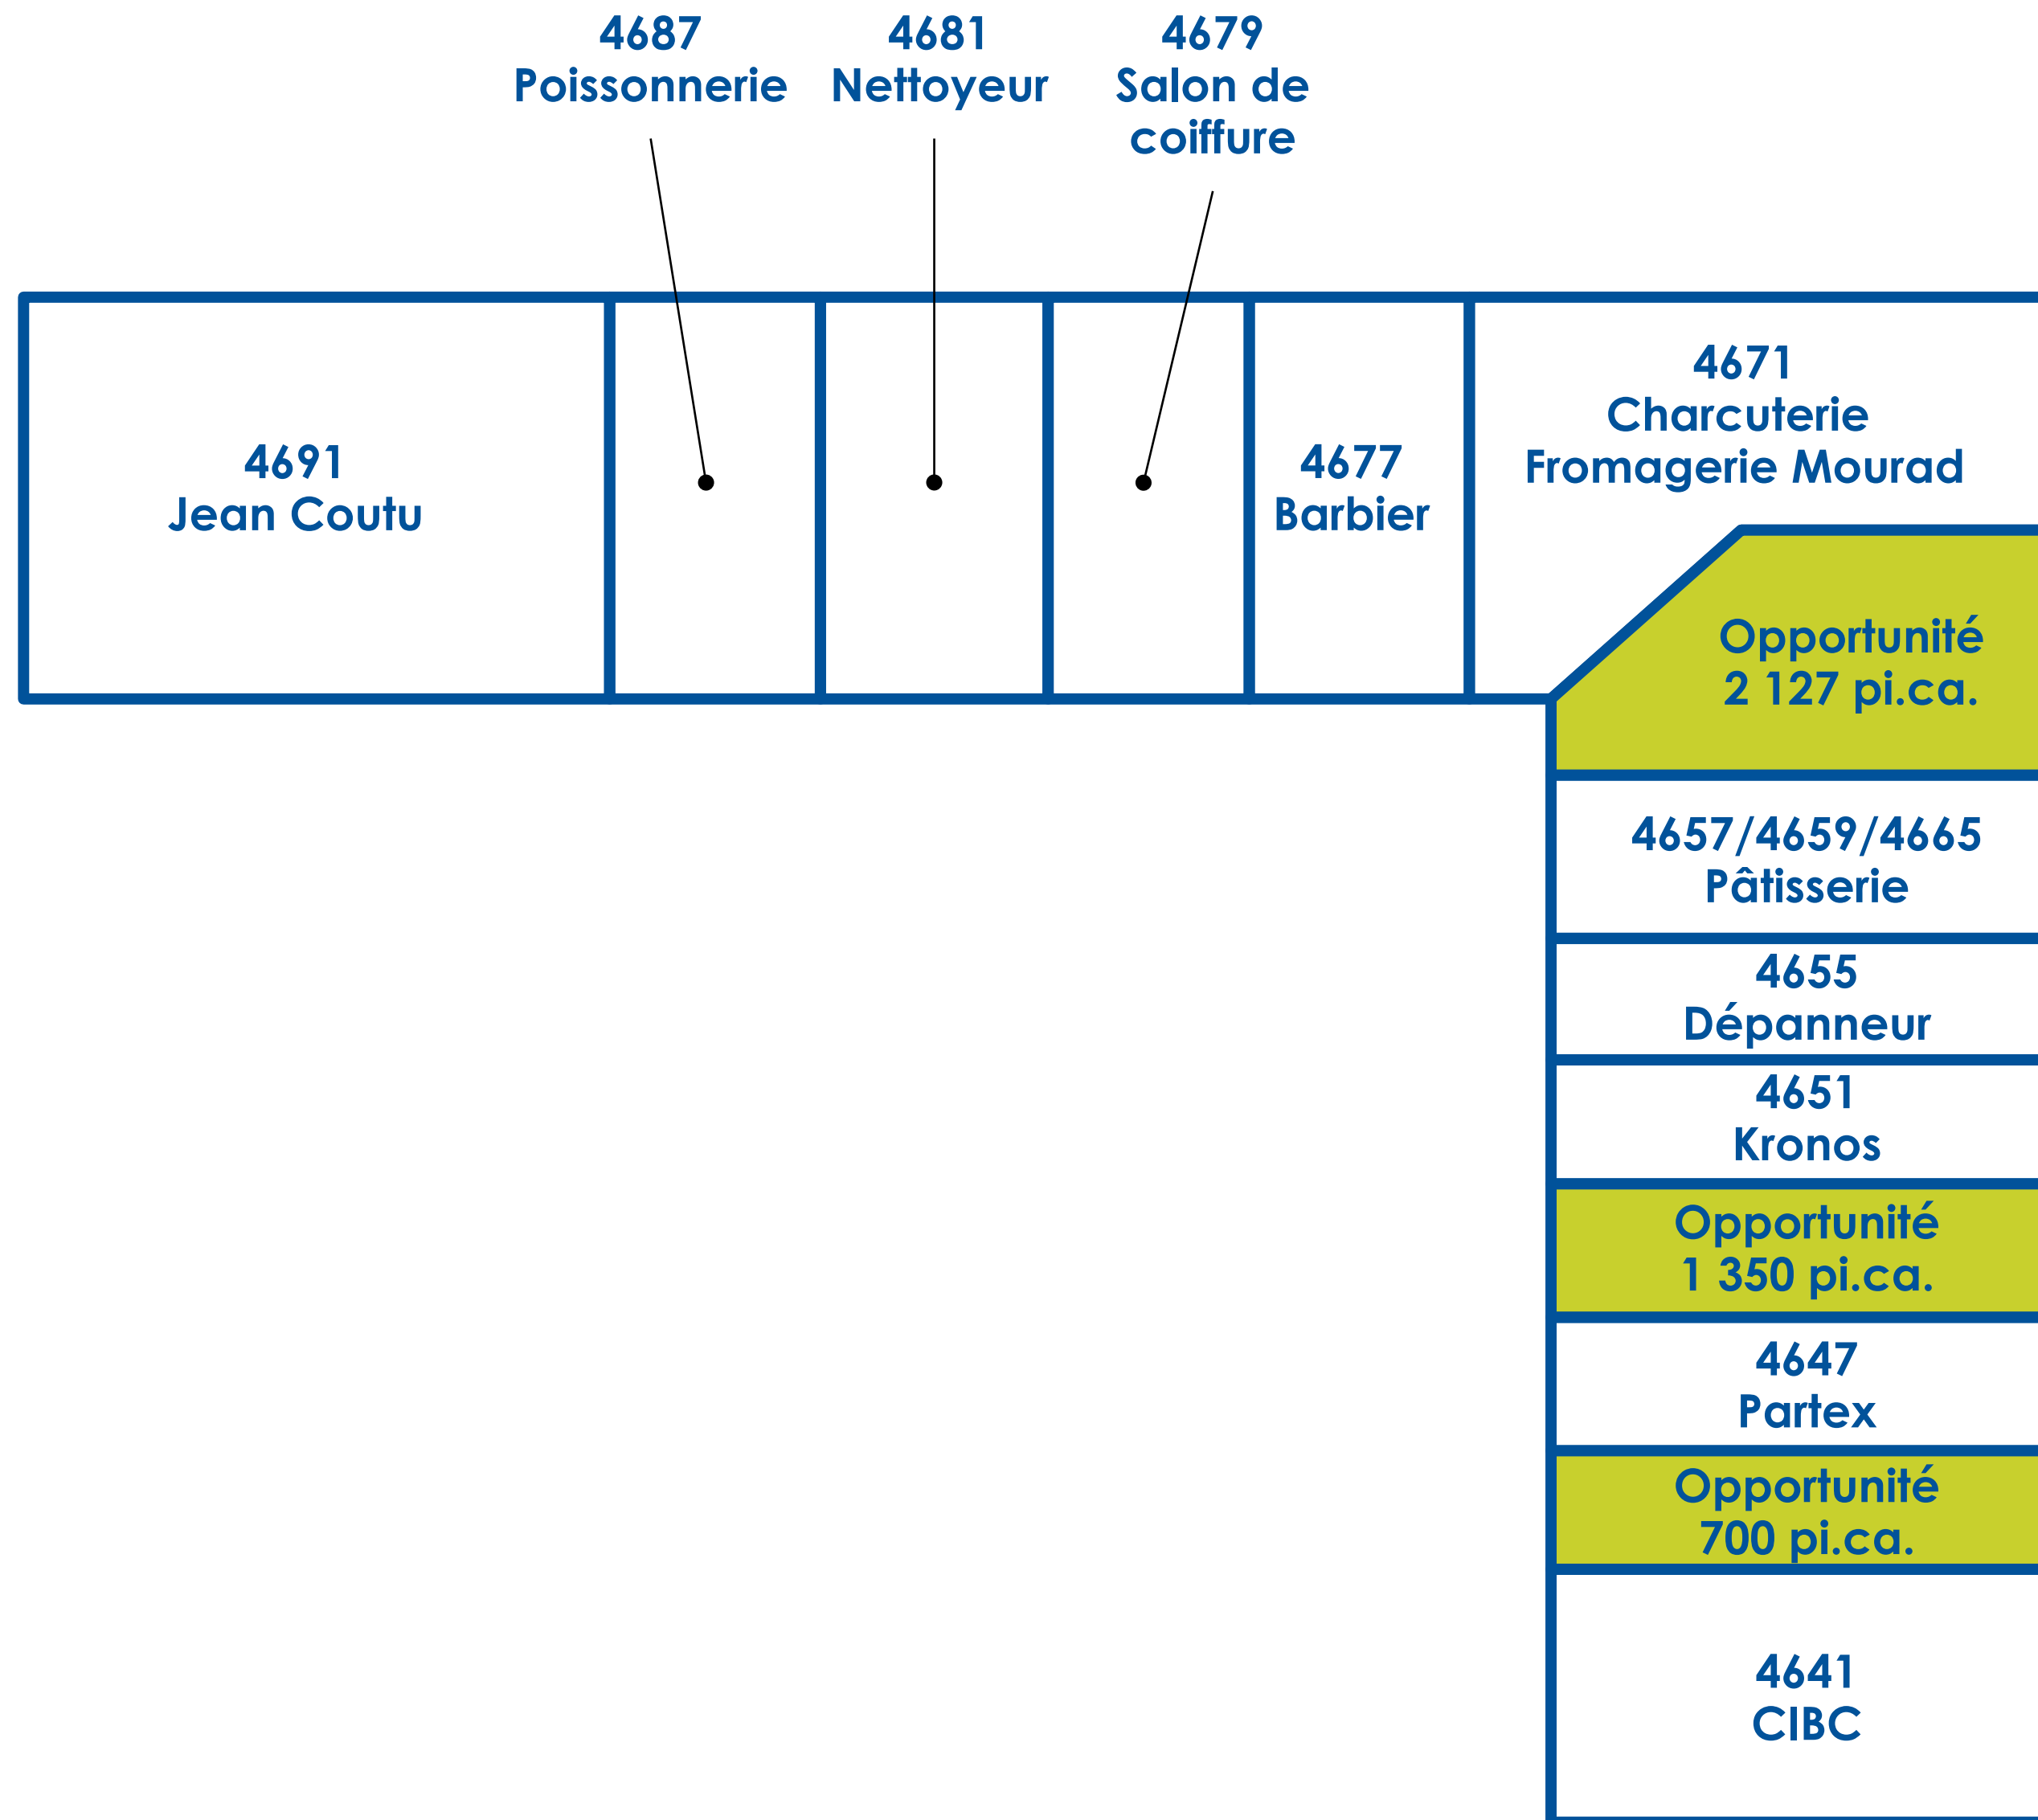 4687
Poissonnerie
4681
Nettoyeur
4679
Salon de
coiffure
4691
Jean Coutu
4677
Barbier
4671
Charcuterie
Fromagerie Mourad
Opportunité
2 127 pi.ca.
4657/4659/4665
Pâtisserie
4655
Dépanneur
4651
Kronos
Opportunité
1 350 pi.ca.
4647
Partex
Opportunité
700 pi.ca.
4641
CIBC